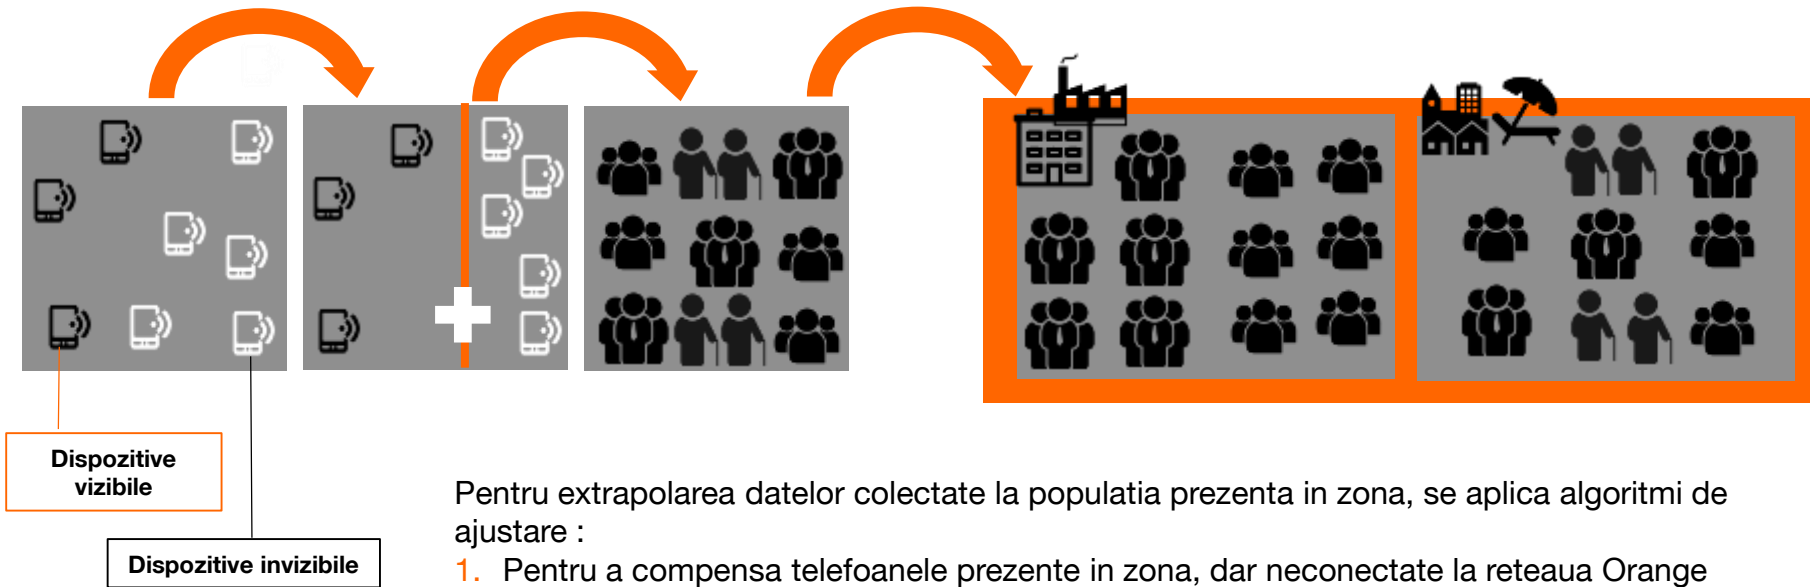 Dispozitive
vizibile
Dispozitive invizibile
Pentru extrapolarea datelor colectate la populatia prezenta in zona, se aplica algoritmi de
ajustare :
1. Pentru a compensa telefoanele prezente in zona, dar neconectate la reteaua Orange